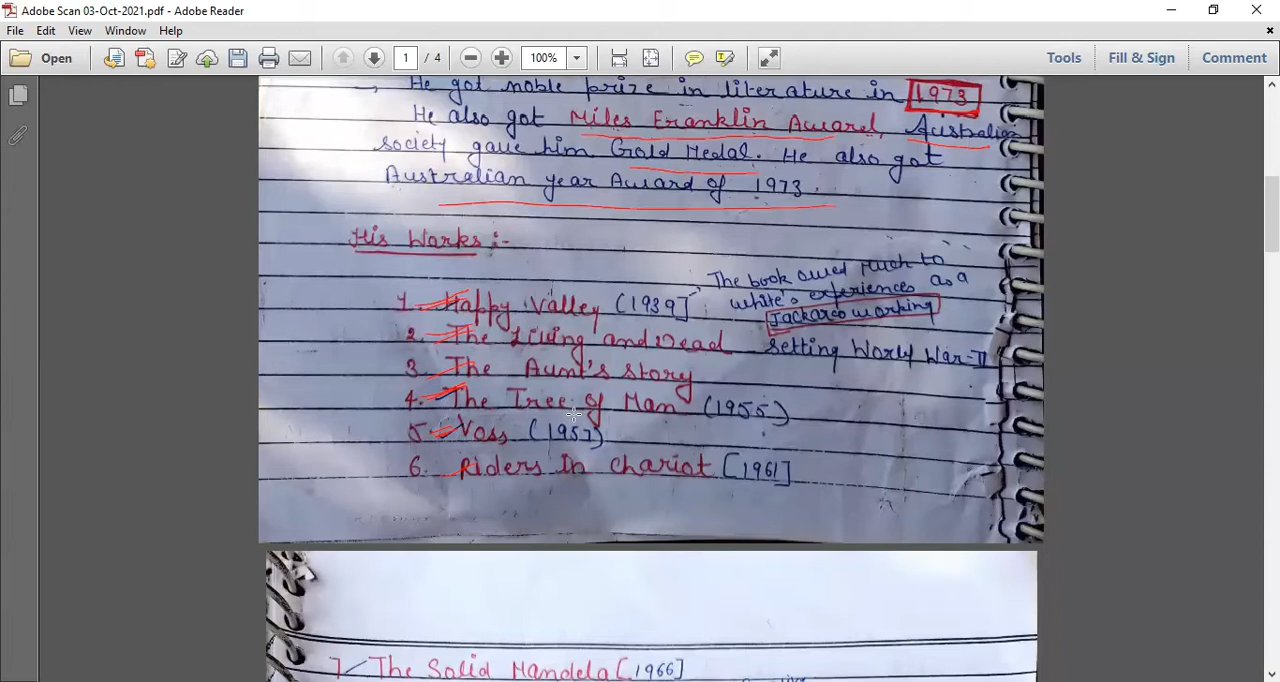 Adobe Scan 03-Oct-2021.pdf - Adobe Reader
File Edit View Window Help
Open 1 / 4 100% Tools Fill & Sign Comment
He got noble prize in literature in 1973
He also got Miles Franklin Award, Australian
society gave him Gold Medal. He also got
Australian year Award of 1973.
His Works :-
1. Happy Valley (1939]
The book owed much to
white's experiences as a
Jackaroo working
2. The Living and Dead setting Worly War-II
3. The Aunt's Story
4. The Tree of Man (1955)
5. Voss (1957)
6. Riders In Chariot [1961]
7 The Solid Mandela [1966]